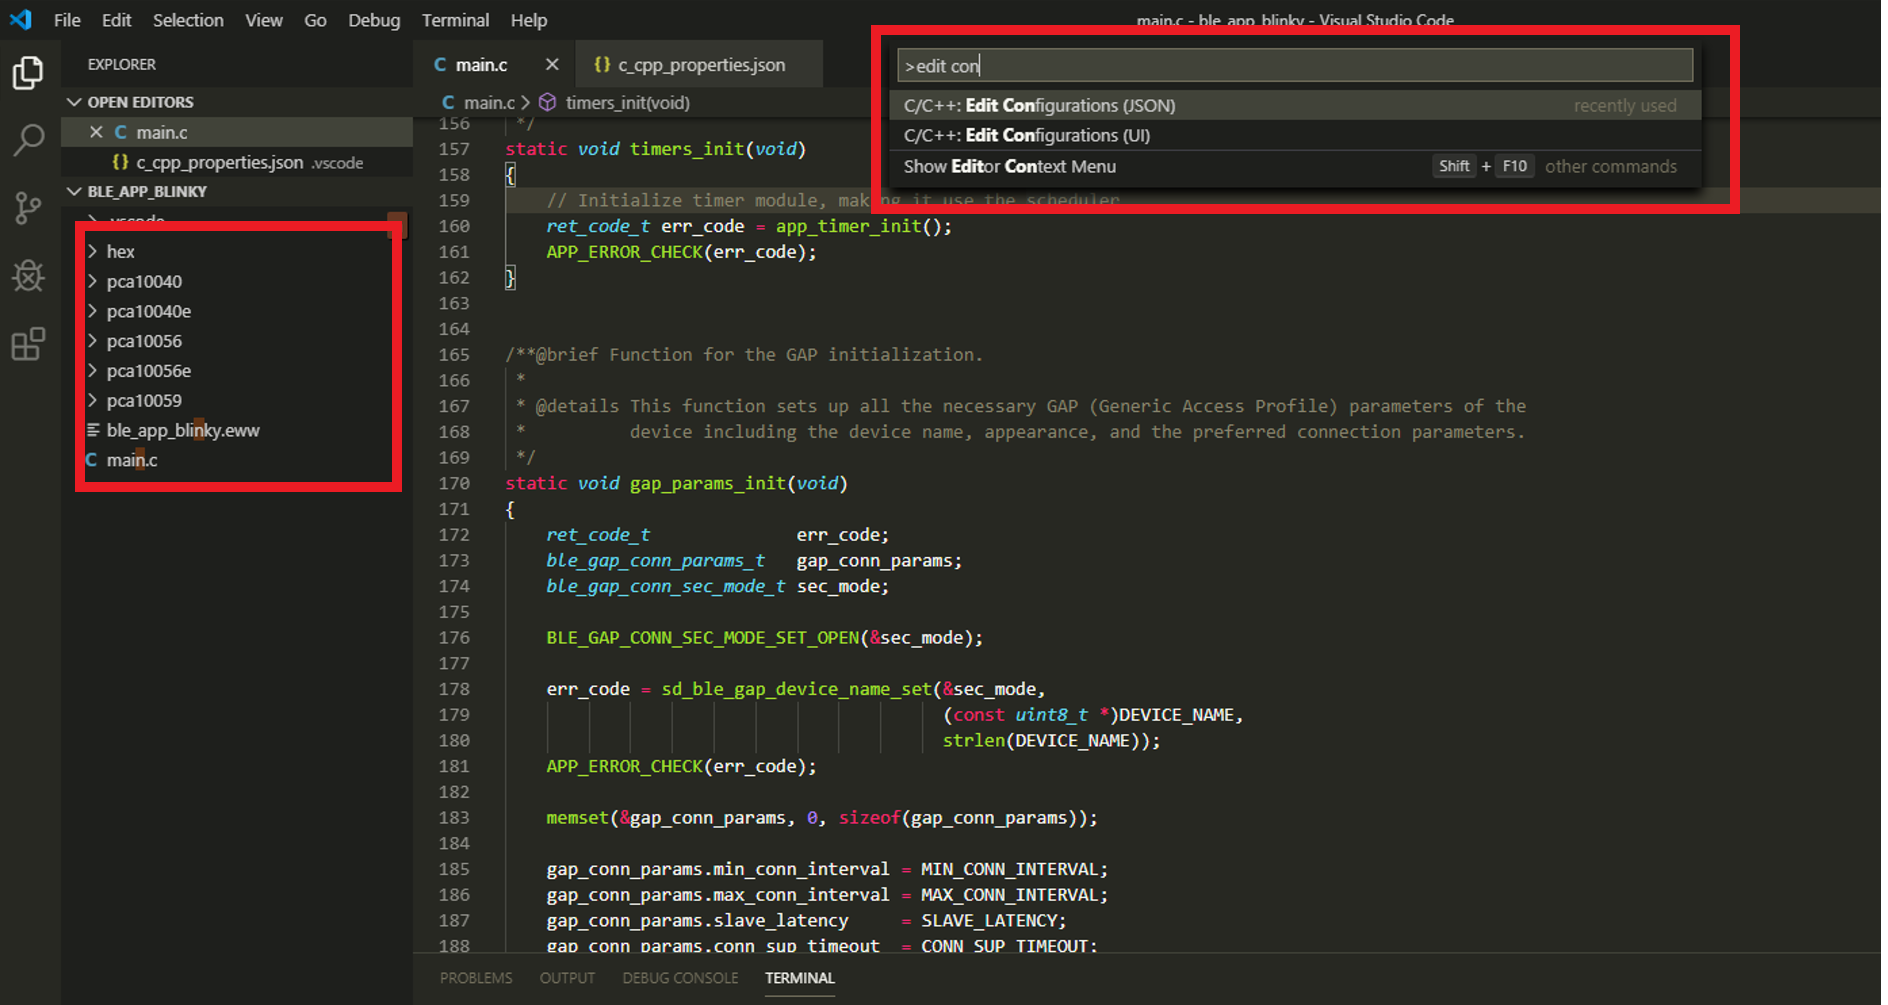 File Edit Selection View Go Debug Terminal Help
main.c - ble_app_blinky - Visual Studio Code
EXPLORER
OPEN EDITORS
main.c
c_cpp_properties.json .vscode
BLE_APP_BLINKY
.vscode
hex
pca10040
pca10040e
pca10056
pca10056e
pca10059
ble_app_blinky.eww
C main.c
C main.c {} c_cpp_properties.json
C main.c > timers_init(void)
>edit con
C/C++: Edit Configurations (JSON) recently used
C/C++: Edit Configurations (UI)
Show Editor Context Menu Shift + F10 other commands
156 */
157 static void timers_init(void)
158 {
159 // Initialize timer module, making it use the scheduler
160 ret_code_t err_code = app_timer_init();
161 APP_ERROR_CHECK(err_code);
162 }
163
164
165 /**@brief Function for the GAP initialization.
166 *
167 * @details This function sets up all the necessary GAP (Generic Access Profile) parameters of the
168 * device including the device name, appearance, and the preferred connection parameters.
169 */
170 static void gap_params_init(void)
171 {
172 ret_code_t err_code;
173 ble_gap_conn_params_t gap_conn_params;
174 ble_gap_conn_sec_mode_t sec_mode;
175
176 BLE_GAP_CONN_SEC_MODE_SET_OPEN(&sec_mode);
177
178 err_code = sd_ble_gap_device_name_set(&sec_mode,
179 (const uint8_t *)DEVICE_NAME,
180 strlen(DEVICE_NAME));
181 APP_ERROR_CHECK(err_code);
182
183 memset(&gap_conn_params, 0, sizeof(gap_conn_params));
184
185 gap_conn_params.min_conn_interval = MIN_CONN_INTERVAL;
186 gap_conn_params.max_conn_interval = MAX_CONN_INTERVAL;
187 gap_conn_params.slave_latency = SLAVE_LATENCY;
188 gap_conn_params.conn_sup_timeout = CONN_SUP_TIMEOUT;
PROBLEMS OUTPUT DEBUG CONSOLE TERMINAL